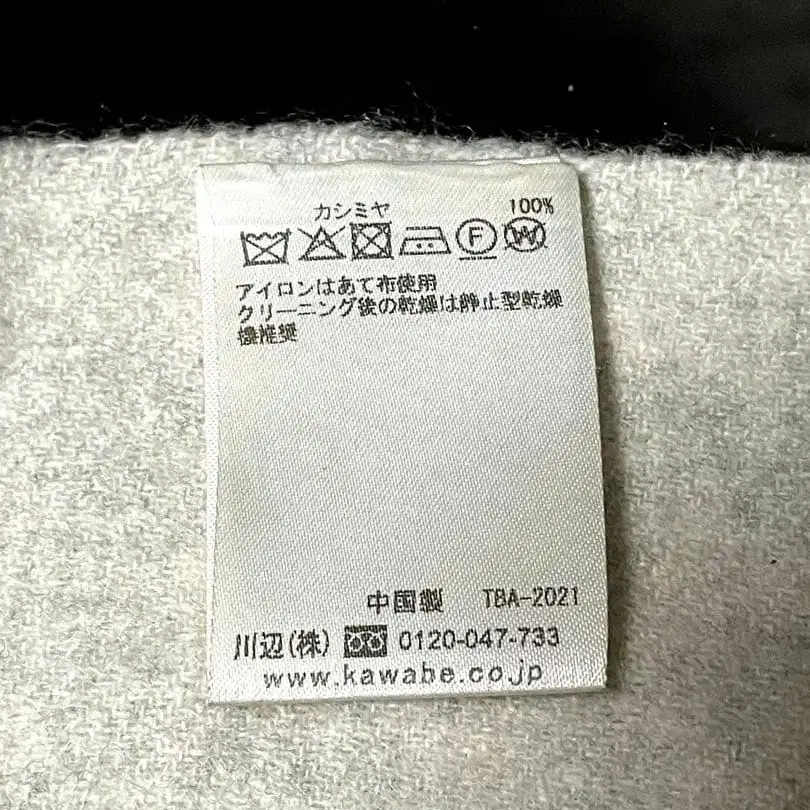 カシミヤ 100%
F W
アイロンはあて布使用
クリーニング後の乾燥は静止型乾燥
機推奨
中国製 TBA-2021
川辺(株) 0120-047-733
www.kawabe.co.jp